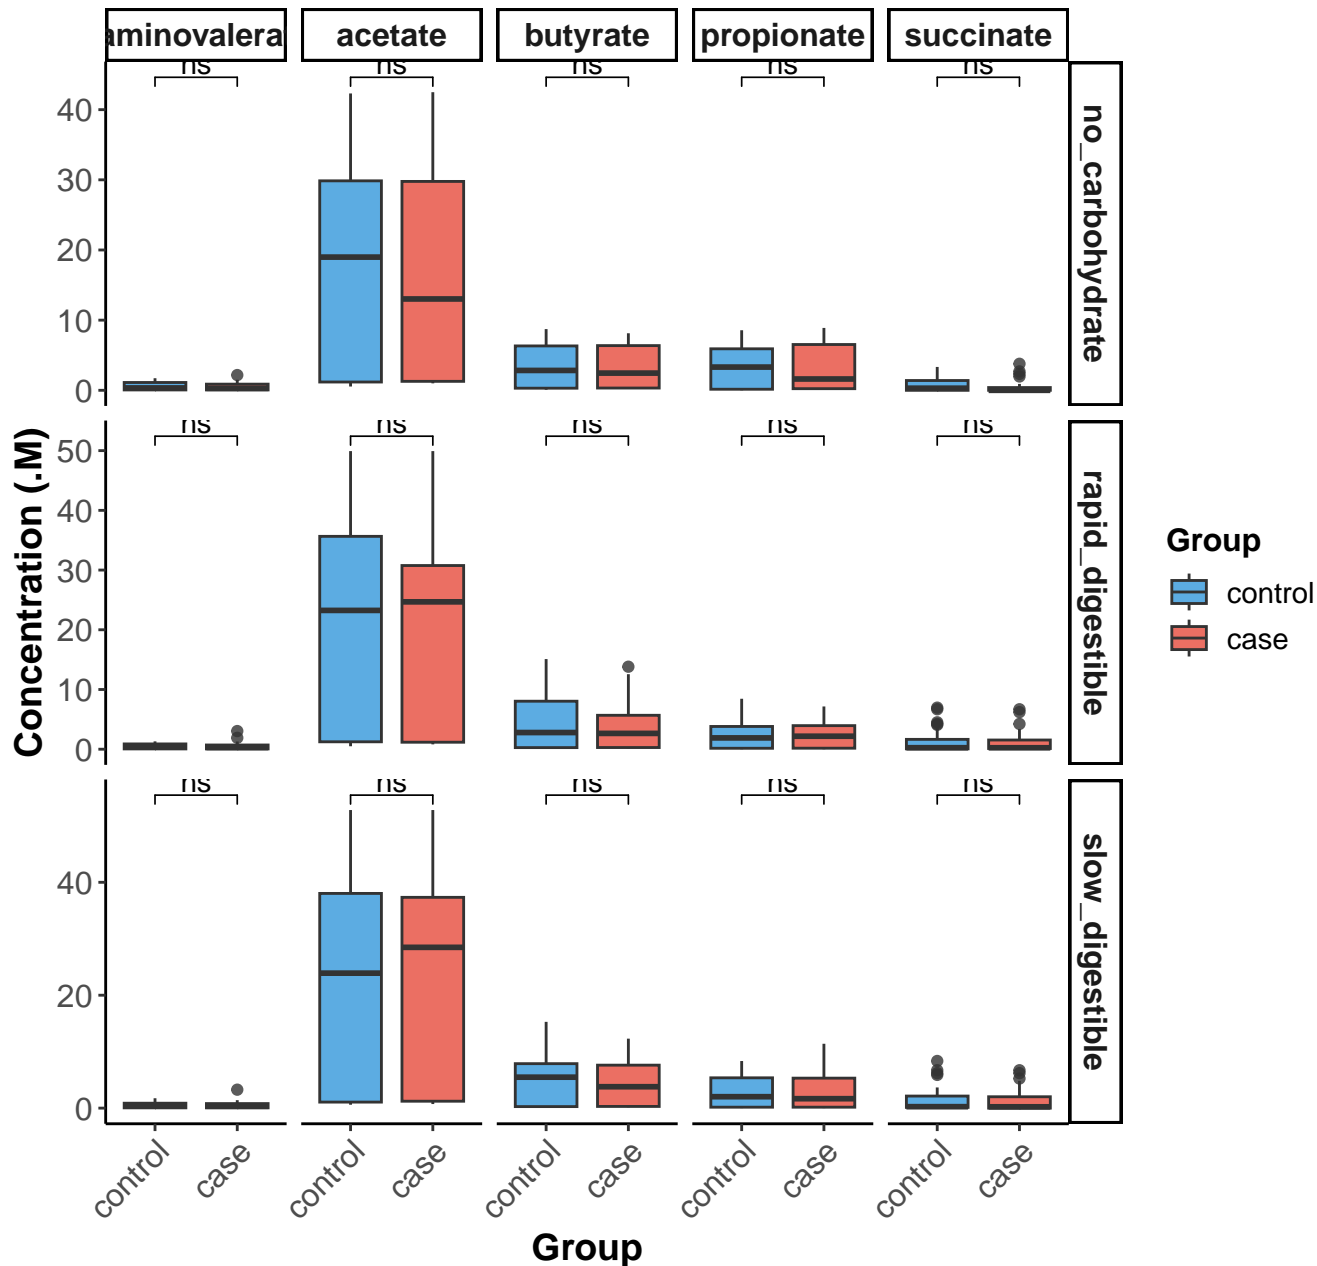 aminovalera acetate butyrate propionate succinate
ns ns ns ns ns
40
30
20
10
0
no_carbohydrate
ns ns ns ns ns
50
40
30
20
10
0
rapid_digestible
ns ns ns ns ns
40
20
0
slow_digestible
Concentration (.M)
control case control case control case control case control case
Group
Group
control
case